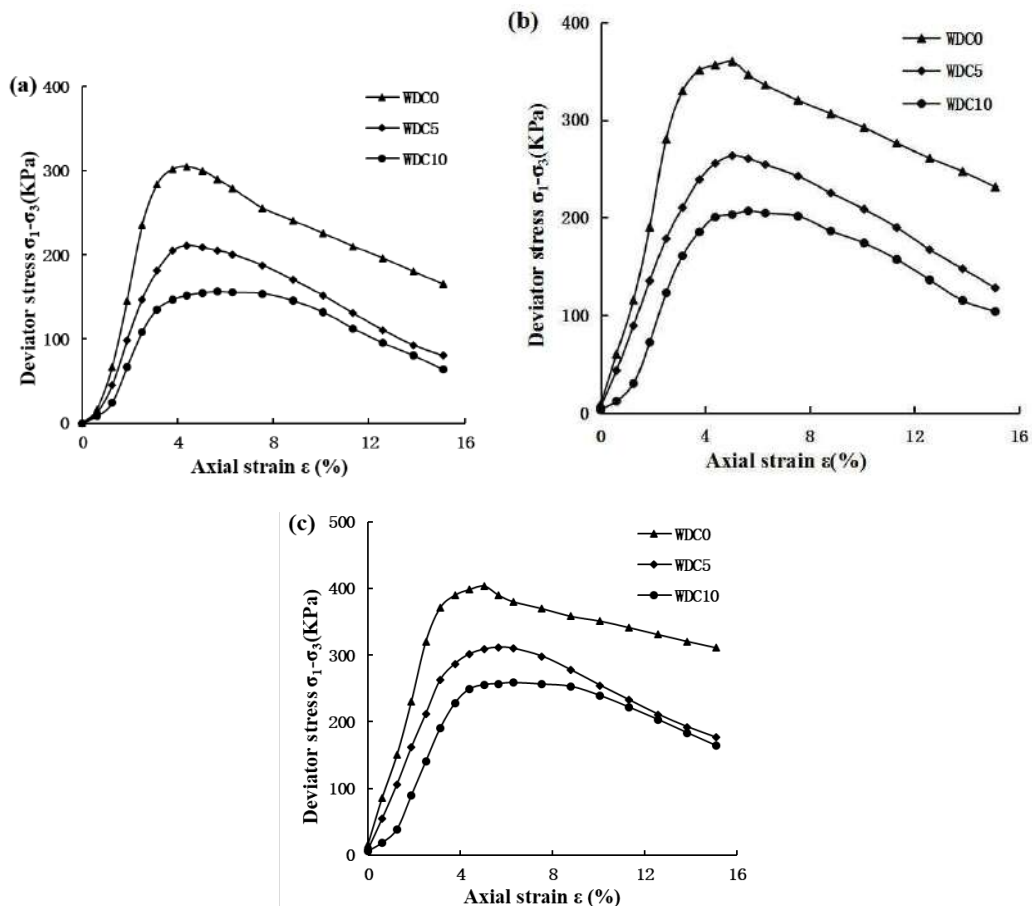 (a)
400
300
200
100
0
0 4 8 12 16
Deviator stress σ₁-σ₃(KPa)
Axial strain ε (%)
WDC0
WDC5
WDC10
(b)
400
300
200
100
0
0 4 8 12 16
Deviator stress σ₁-σ₃(KPa)
Axial strain ε(%)
WDC0
WDC5
WDC10
(c)
500
400
300
200
100
0
0 4 8 12 16
Deviator stress σ₁-σ₃(KPa)
Axial strain ε (%)
WDC0
WDC5
WDC10